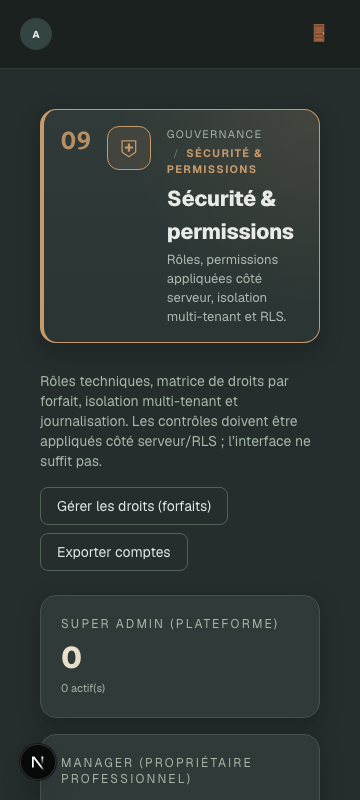 A
09
GOUVERNANCE
/ SÉCURITÉ &
PERMISSIONS
Sécurité &
permissions
Rôles, permissions
appliquées côté
serveur, isolation
multi-tenant et RLS.
Rôles techniques, matrice de droits par
forfait, isolation multi-tenant et
journalisation. Les contrôles doivent être
appliqués côté serveur/RLS ; l'interface ne
suffit pas.
Gérer les droits (forfaits)
Exporter comptes
SUPER ADMIN (PLATEFORME)
0
0 actif(s)
N
MANAGER (PROPRIÉTAIRE
PROFESSIONNEL)